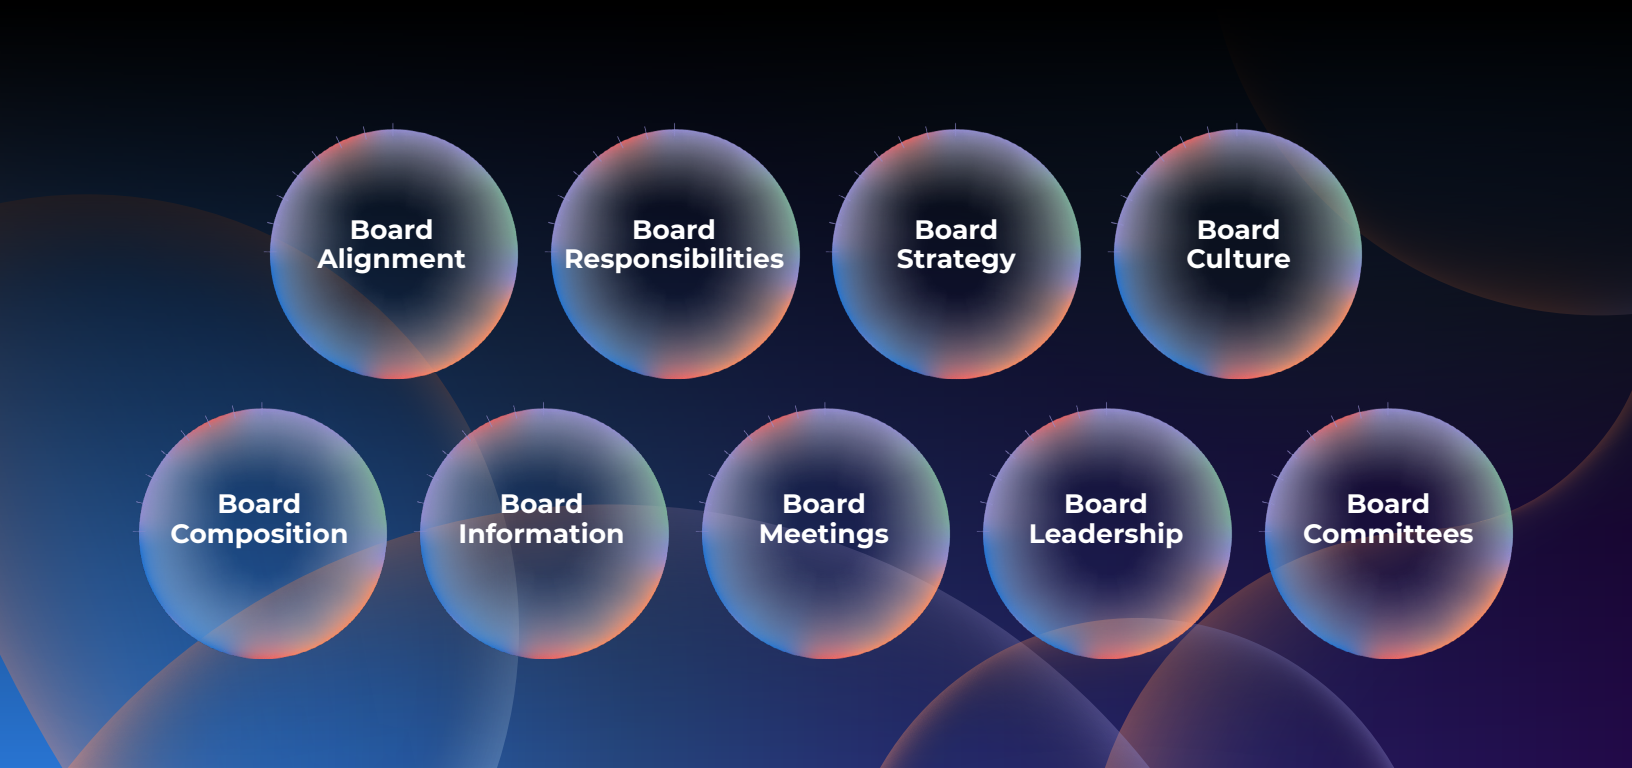 Board
Alignment
Board
Responsibilities
Board
Strategy
Board
Culture
Board
Composition
Board
Information
Board
Meetings
Board
Leadership
Board
Committees